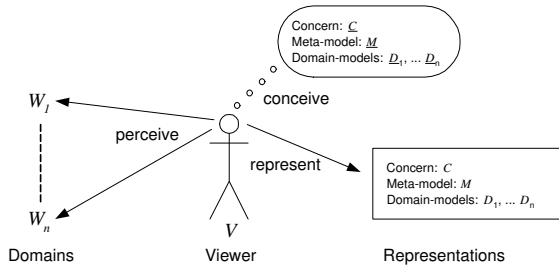 Concern: C
Meta-model: M
Domain-models: D1, ... Dn
conceive
W1
perceive
represent
Concern: C
Meta-model: M
Domain-models: D1, ... Dn
Wn
V
Domains
Viewer
Representations